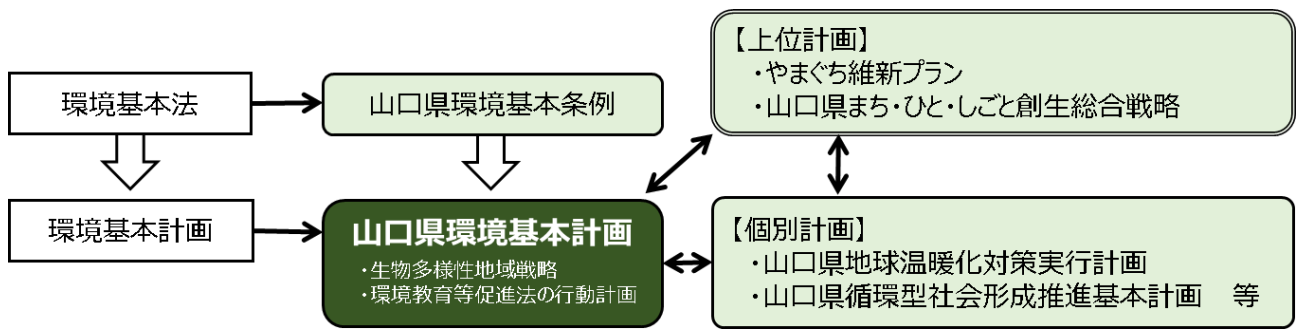 環境基本法
山口県環境基本条例
【上位計画】
・やまぐち維新プラン
・山口県まち・ひと・しごと創生総合戦略
環境基本計画
山口県環境基本計画
・生物多様性地域戦略
・環境教育等促進法の行動計画
【個別計画】
・山口県地球温暖化対策実行計画
・山口県循環型社会形成推進基本計画　等